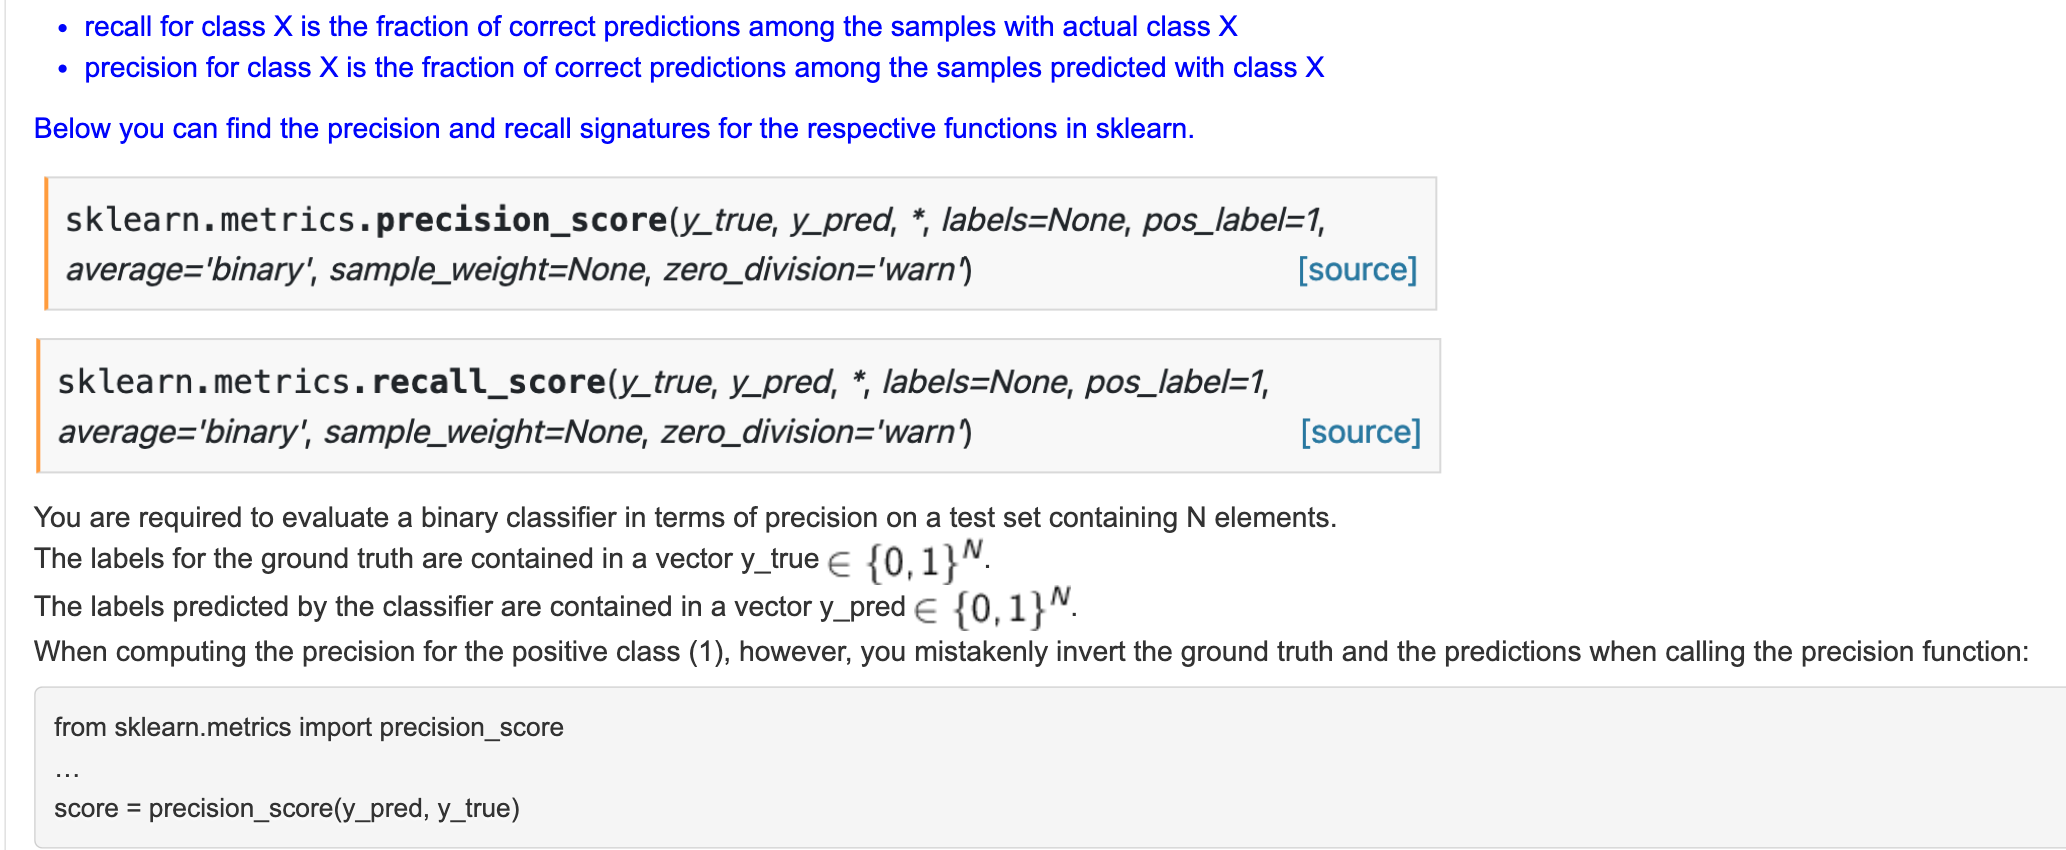 • recall for class X is the fraction of correct predictions among the samples with actual class X
• precision for class X is the fraction of correct predictions among the samples predicted with class X
Below you can find the precision and recall signatures for the respective functions in sklearn.
sklearn.metrics.precision_score(y_true, y_pred, *, labels=None, pos_label=1,
average='binary', sample_weight=None, zero_division='warn') [source]
sklearn.metrics.recall_score(y_true, y_pred, *, labels=None, pos_label=1,
average='binary', sample_weight=None, zero_division='warn') [source]
You are required to evaluate a binary classifier in terms of precision on a test set containing N elements.
The labels for the ground truth are contained in a vector y_true ∈ {0, 1}^N.
The labels predicted by the classifier are contained in a vector y_pred ∈ {0, 1}^N.
When computing the precision for the positive class (1), however, you mistakenly invert the ground truth and the predictions when calling the precision function:
from sklearn.metrics import precision_score
…
score = precision_score(y_pred, y_true)